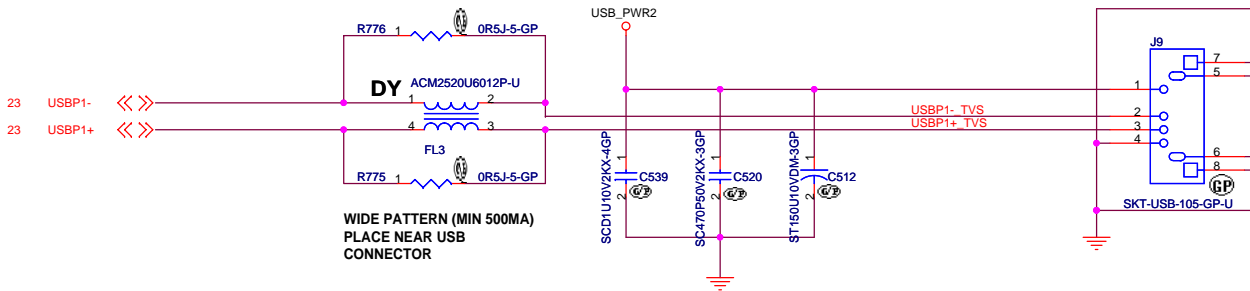 USB_PWR2
R776 1 2 0R5J-5-GP
J9
7
5
DY ACM2520U6012P-U
1 2
1
23 USBP1-
USBP1-_TVS
2
23 USBP1+
USBP1+_TVS
3
4 3
4
FL3
6
8
R775 1 2 0R5J-5-GP
SCD1U10V2KX-4GP
1
2
C539
GP
SC470P50V2KX-3GP
1
2
C520
GP
ST150U10VDM-3GP
1
2
C512
GP
GP
SKT-USB-105-GP-U
WIDE PATTERN (MIN 500MA)
PLACE NEAR USB
CONNECTOR